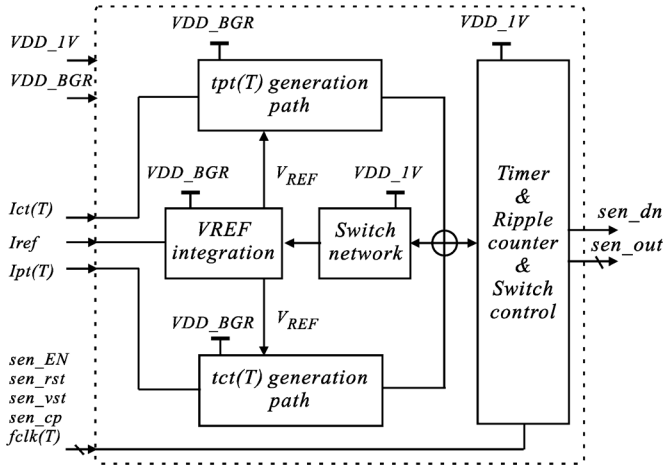 VDD_1V
VDD_BGR
VDD_BGR
tpt(T) generation
path
VDD_1V
VDD_BGR
VREF
VDD_1V
Ict(T)
Iref
Ipt(T)
VREF
integration
Switch
network
Timer
&
Ripple
counter
&
Switch
control
sen_dn
sen_out
VDD_BGR
VREF
tct(T) generation
path
sen_EN
sen_rst
sen_vst
sen_cp
fclk(T)